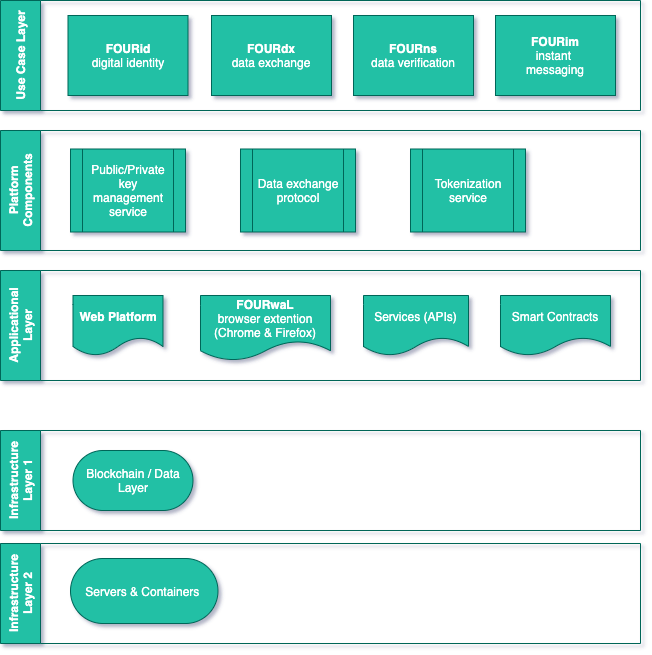 Use Case Layer
FOURid
digital identity
FOURdx
data exchange
FOURns
data verification
FOURim
instant
messaging
Platform
Components
Public/Private
key
management
service
Data exchange
protocol
Tokenization
service
Applicational
Layer
Web Platform
FOURwaL
browser extention
(Chrome & Firefox)
Services (APIs)
Smart Contracts
Infrastructure
Layer 1
Blockchain / Data
Layer
Infrastructure
Layer 2
Servers & Containers